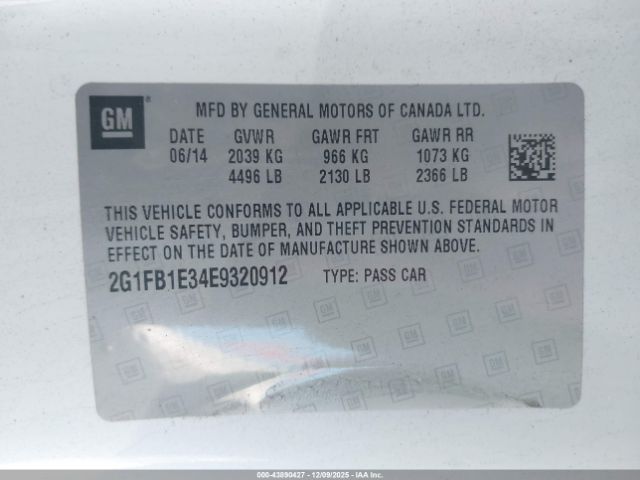 GM
MFD BY GENERAL MOTORS OF CANADA LTD.
DATE GVWR GAWR FRT GAWR RR
06/14 2039 KG 966 KG 1073 KG
4496 LB 2130 LB 2366 LB
THIS VEHICLE CONFORMS TO ALL APPLICABLE U.S. FEDERAL MOTOR
VEHICLE SAFETY, BUMPER, AND THEFT PREVENTION STANDARDS IN
EFFECT ON THE DATE OF MANUFACTURE SHOWN ABOVE.
2G1FB1E34E9320912 TYPE: PASS CAR
000-43890427 - 12/09/2025 - IAA Inc.